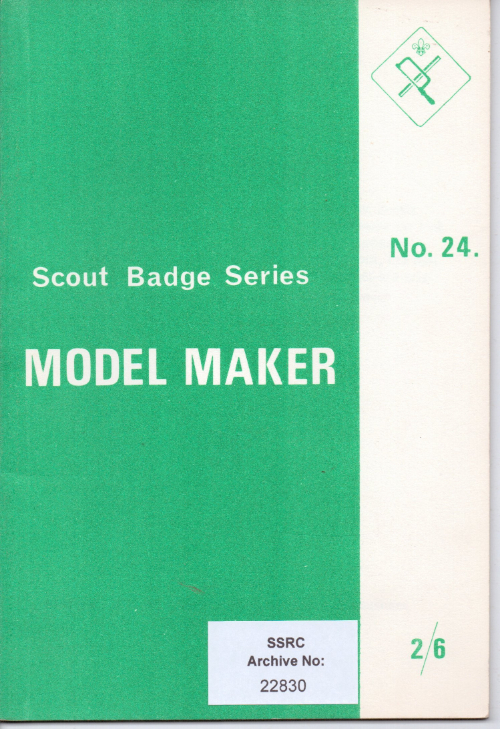 No. 24.
Scout Badge Series
MODEL MAKER
SSRC
Archive No:
22830
2/6